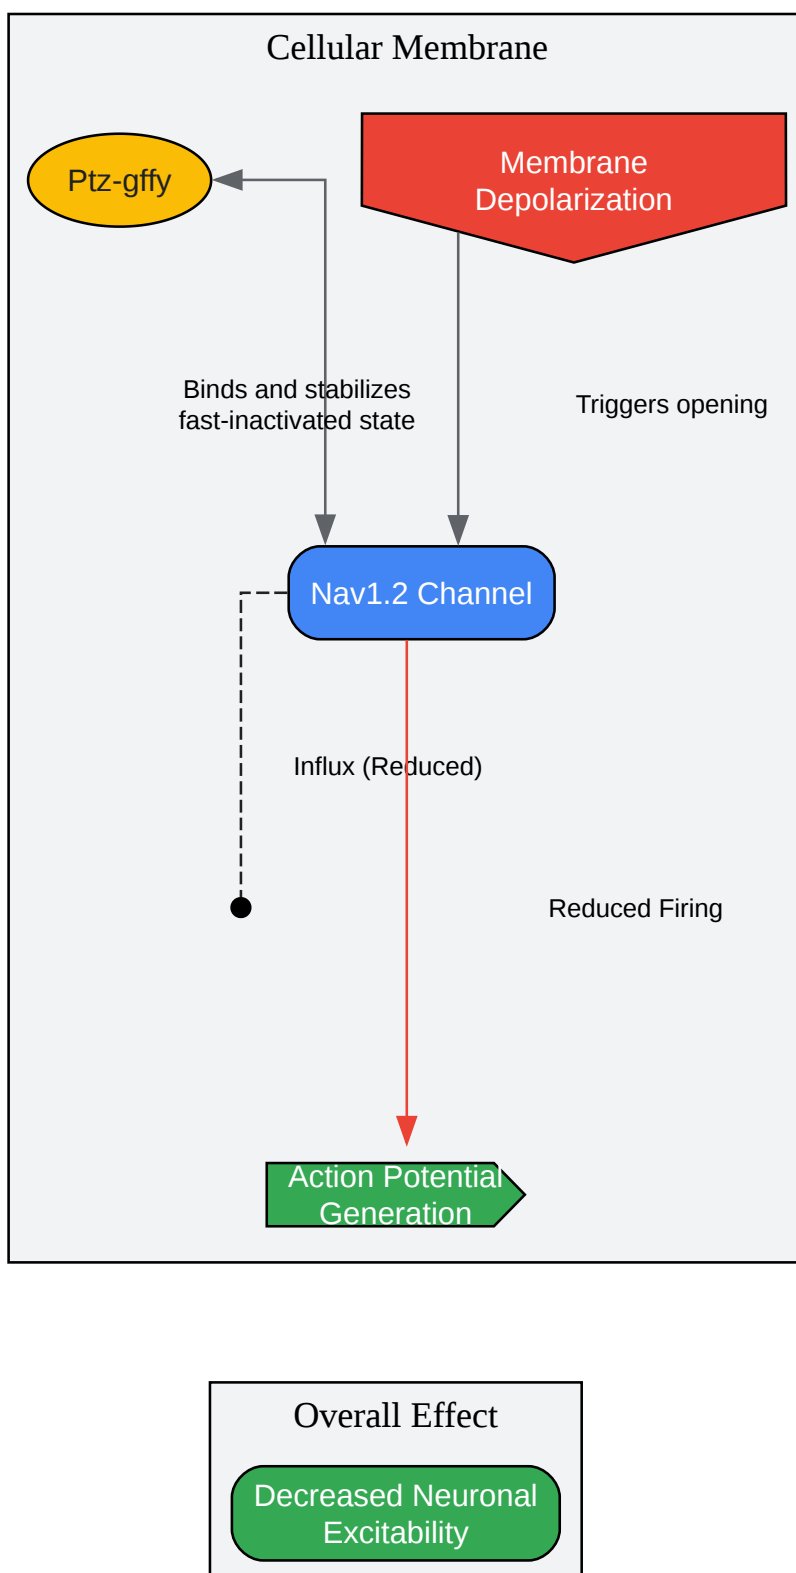 Cellular Membrane
Ptz-gffy
Membrane
Depolarization
Binds and stabilizes
fast-inactivated state
Triggers opening
Nav1.2 Channel
Influx (Reduced)
Reduced Firing
Action Potential
Generation
Overall Effect
Decreased Neuronal
Excitability